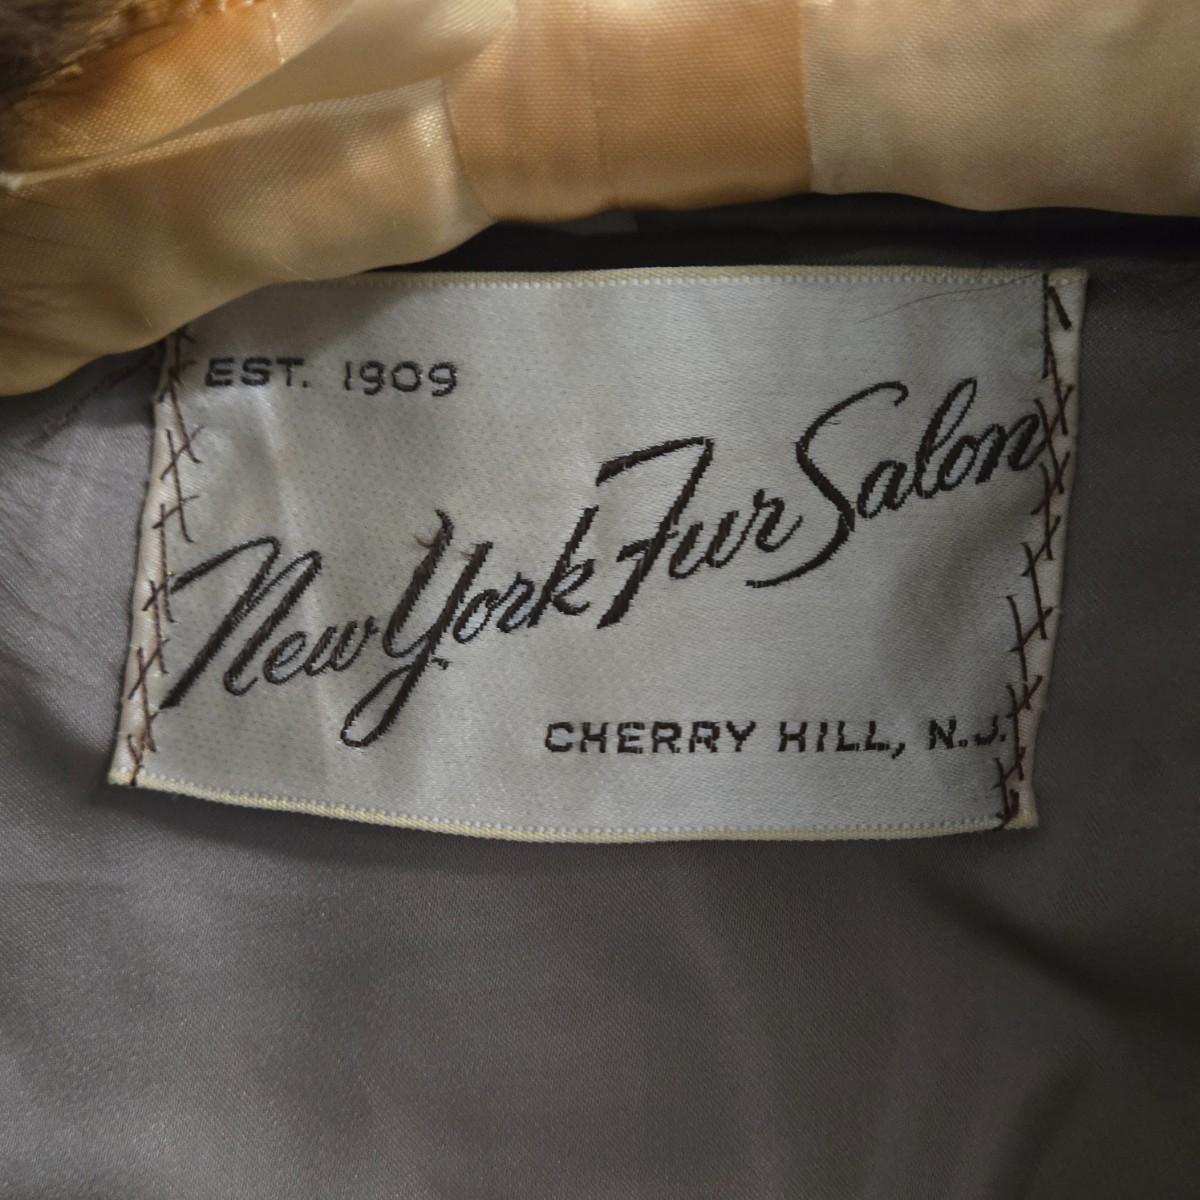 EST. 1909
New York Fur Salon
CHERRY HILL, N.J.